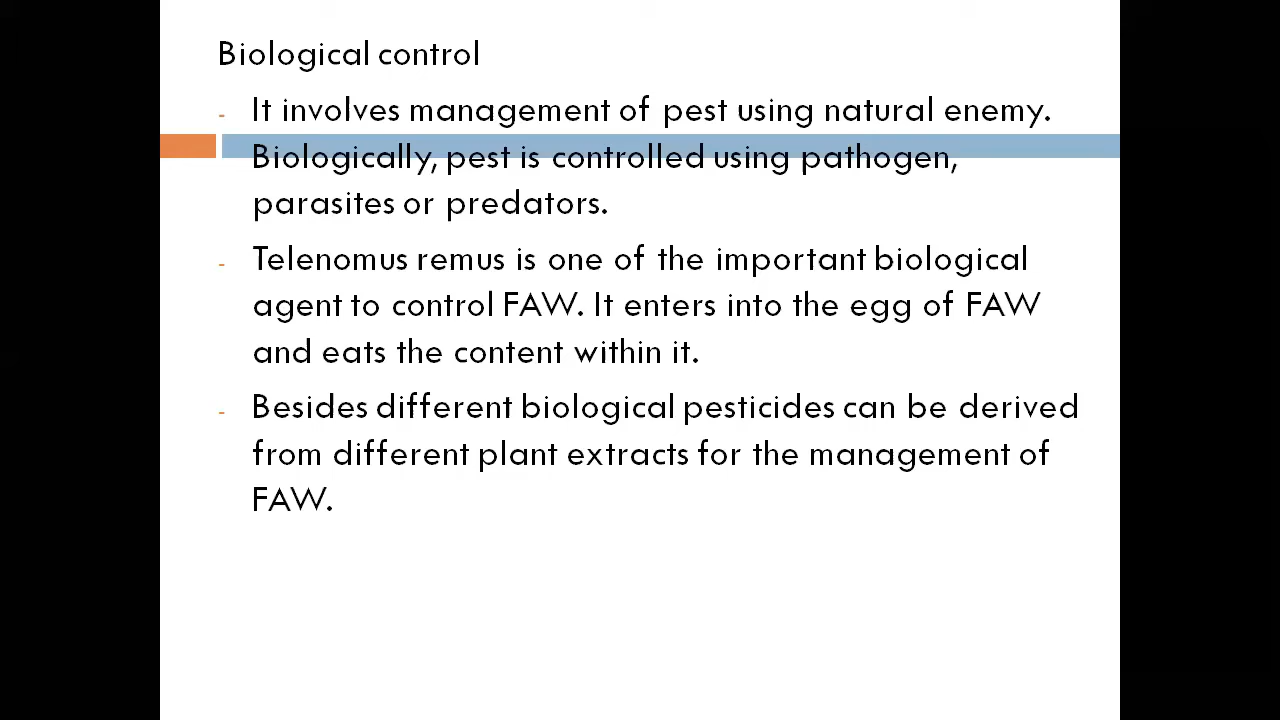 Biological control
- It involves management of pest using natural enemy.
Biologically, pest is controlled using pathogen,
parasites or predators.
- Telenomus remus is one of the important biological
agent to control FAW. It enters into the egg of FAW
and eats the content within it.
- Besides different biological pesticides can be derived
from different plant extracts for the management of
FAW.